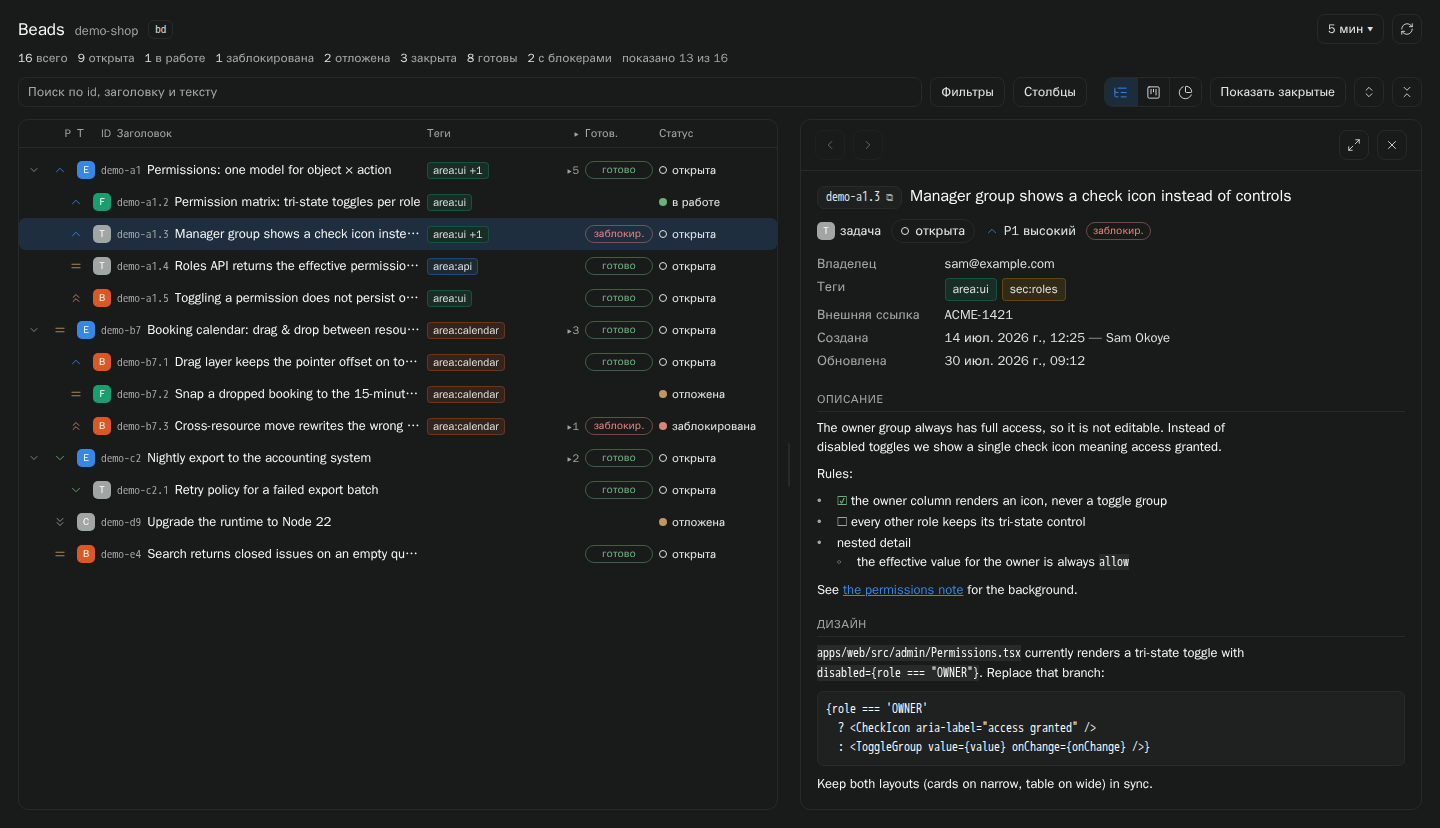 Beads demo-shop bd 5 мин ▾
16 всего 9 открыта 1 в работе 1 заблокирована 2 отложена 3 закрыта 8 готовы 2 с блокерами показано 13 из 16
Поиск по id, заголовку и тексту Фильтры Столбцы Показать закрытые
P T ID Заголовок Теги ▸ Готов. Статус
E demo-a1 Permissions: one model for object × action area:ui +1 ▸5 готово открыта
F demo-a1.2 Permission matrix: tri-state toggles per role area:ui в работе
T demo-a1.3 Manager group shows a check icon inste··· area:ui +1 заблокир. открыта
T demo-a1.4 Roles API returns the effective permissio··· area:api готово открыта
B demo-a1.5 Toggling a permission does not persist o··· area:ui готово открыта
E demo-b7 Booking calendar: drag & drop between resou··· area:calendar ▸3 готово открыта
B demo-b7.1 Drag layer keeps the pointer offset on to··· area:calendar готово открыта
F demo-b7.2 Snap a dropped booking to the 15-minut··· area:calendar отложена
B demo-b7.3 Cross-resource move rewrites the wrong ··· area:calendar ▸1 заблокир. заблокирована
E demo-c2 Nightly export to the accounting system ▸2 готово открыта
T demo-c2.1 Retry policy for a failed export batch готово открыта
C demo-d9 Upgrade the runtime to Node 22 отложена
B demo-e4 Search returns closed issues on an empty qu··· готово открыта
demo-a1.3 Manager group shows a check icon instead of controls
T задача открыта P1 высокий заблокир.
Владелец sam@example.com
Теги area:ui sec:roles
Внешняя ссылка ACME-1421
Создана 14 июл. 2026 г., 12:25 — Sam Okoye
Обновлена 30 июл. 2026 г., 09:12
ОПИСАНИЕ
The owner group always has full access, so it is not editable. Instead of
disabled toggles we show a single check icon meaning access granted.
Rules:
• ☑ the owner column renders an icon, never a toggle group
• ☐ every other role keeps its tri-state control
• nested detail
◦ the effective value for the owner is always allow
See the permissions note for the background.
ДИЗАЙН
apps/web/src/admin/Permissions.tsx currently renders a tri-state toggle with
disabled={role === "OWNER"}. Replace that branch:
{role === 'OWNER'
? <CheckIcon aria-label="access granted" />
: <ToggleGroup value={value} onChange={onChange} />}
Keep both layouts (cards on narrow, table on wide) in sync.